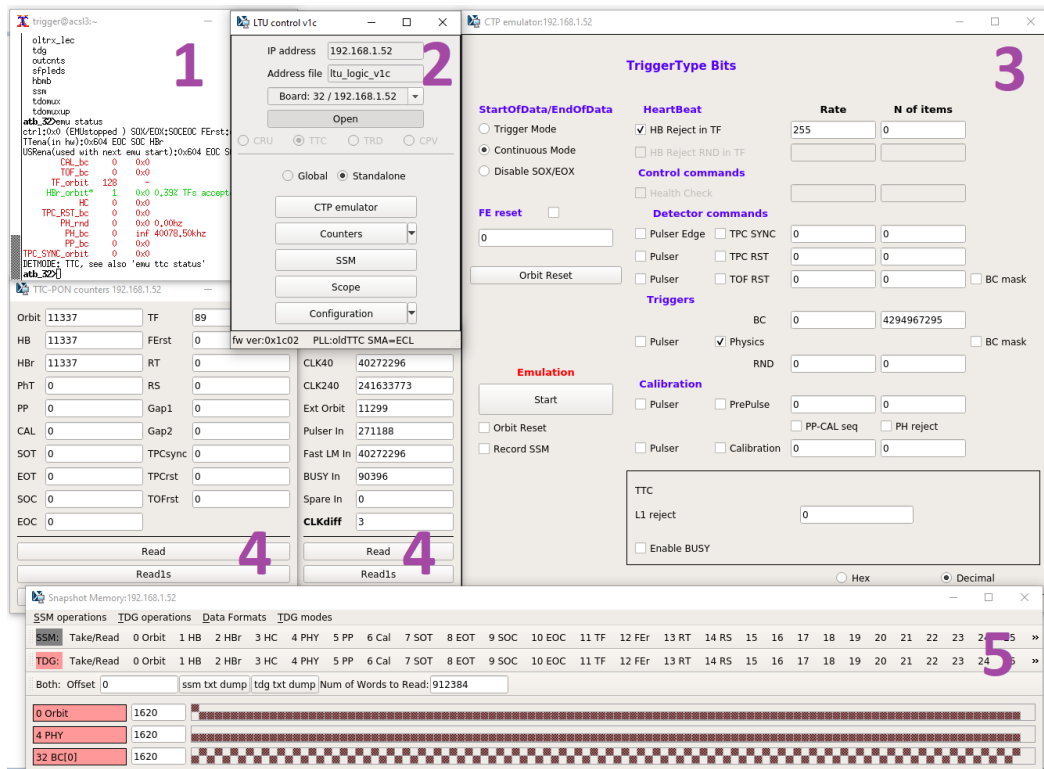 trigger@acsl3:~
oltrx_lec
tdg
outcnts
sfpleds
hbmb
ssm
tdomux
tdomuxup
atb_32>emu status
ctrl:0x0 (EMUstopped ) SOX/EOX:SOCEOC FErst:
TTena(in hw):0x604 EOC SOC HBr
USRena(used with next emu start):0x604 EOC S
CAL_bc 0 0x0
TOF_bc 0 0x0
TF_orbit 128 -
HBr_orbit* 1 0x0 0.39% TFs accept
HC 0 0x0
TPC_RST_bc 0 0x0
PH_rnd 0 0x0 0.00hz
PH_bc 0 inf 40078.50khz
PP_bc 0 0x0
TPC_SYNC_orbit 0 0x0
DETMODE: TTC, see also 'emu ttc status'
atb_32>
1
LTU control v1c
IP address 192.168.1.52
Address file ltu_logic_v1c
Board: 32 / 192.168.1.52
Open
CRU TTC TRD CPV
Global Standalone
CTP emulator
Counters
SSM
Scope
Configuration
fw ver:0x1c02 PLL:oldTTC SMA=ECL
2
CTP emulator:192.168.1.52
TriggerType Bits
3
StartOfData/EndOfData HeartBeat Rate N of items
Trigger Mode HB Reject in TF 255 0
Continuous Mode HB Reject RND in TF
Disable SOX/EOX Control commands
Health Check
FE reset Detector commands
0 Pulser Edge TPC SYNC 0 0
Pulser TPC RST 0 0
Orbit Reset Pulser TOF RST 0 0 BC mask
Triggers
BC 0 4294967295
Pulser Physics BC mask
RND 0 0
Emulation Calibration
Start Pulser PrePulse 0 0
Orbit Reset PP-CAL seq PH reject
Record SSM Pulser Calibration 0 0
TTC
L1 reject 0
Enable BUSY
Hex Decimal
TTC-PON counters 192.168.1.52
Orbit 11337 TF 89
HB 11337 FErst 0
HBr 11337 RT 0 CLK40 40272296
PhT 0 RS 0 CLK240 241633773
PP 0 Gap1 0 Ext Orbit 11299
CAL 0 Gap2 0 Pulser In 271188
SOT 0 TPCsync 0 Fast LM In 40272296
EOT 0 TPCrst 0 BUSY In 90396
SOC 0 TOFrst 0 Spare In 0
EOC 0 CLKdiff 3
Read Read
Read1s Read1s
4 4
Snapshot Memory:192.168.1.52
SSM operations TDG operations Data Formats TDG modes
SSM: Take/Read 0 Orbit 1 HB 2 HBr 3 HC 4 PHY 5 PP 6 Cal 7 SOT 8 EOT 9 SOC 10 EOC 11 TF 12 FEr 13 RT 14 RS 15 16 17 18 19 20 21 22 23 24 25 »
TDG: Take/Read 0 Orbit 1 HB 2 HBr 3 HC 4 PHY 5 PP 6 Cal 7 SOT 8 EOT 9 SOC 10 EOC 11 TF 12 FEr 13 RT 14 RS 15 16 17 18 19 20 21 22 23 24 25 »
5
Both: Offset 0 ssm txt dump tdg txt dump Num of Words to Read: 912384
0 Orbit 1620
4 PHY 1620
32 BC[0] 1620